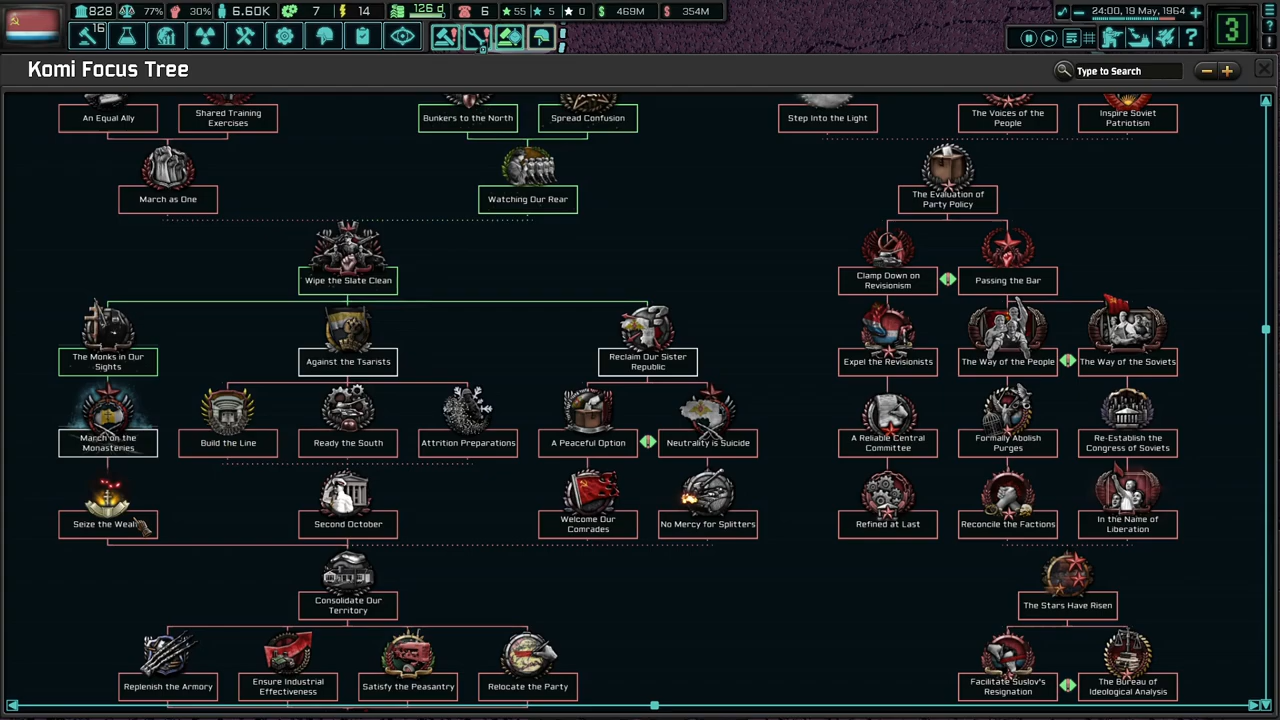 828 77% 30% 6.60K 7 14 126 d 6 55 5 0 469M 354M 24:00, 19 May, 1964
16
3
Komi Focus Tree
Type to Search
An Equal Ally
Shared Training
Exercises
Bunkers to the North
Spread Confusion
Step Into the Light
The Voices of the
People
Inspire Soviet
Patriotism
March as One
Watching Our Rear
The Evaluation of
Party Policy
Wipe the Slate Clean
Clamp Down on
Revisionism
Passing the Bar
The Monks in Our
Sights
Against the Tsarists
Reclaim Our Sister
Republic
Expel the Revisionists
The Way of the People
The Way of the Soviets
March on the
Monasteries
Build the Line
Ready the South
Attrition Preparations
A Peaceful Option
Neutrality is Suicide
A Reliable Central
Committee
Formally Abolish
Purges
Re-Establish the
Congress of Soviets
Seize the
Second October
Welcome Our
Comrades
No Mercy for Splitters
Refined at Last
Reconcile the Factions
In the Name of
Liberation
Consolidate Our
Territory
The Stars Have Risen
Replenish the Armory
Ensure Industrial
Effectiveness
Satisfy the Peasantry
Relocate the Party
Facilitate Suslov's
Resignation
The Bureau of
Ideological Analysis